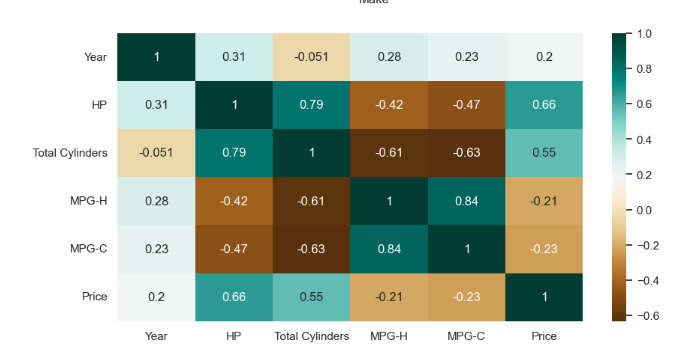 Make
Year 1 0.31 -0.051 0.28 0.23 0.2
HP 0.31 1 0.79 -0.42 -0.47 0.66
Total Cylinders -0.051 0.79 1 -0.61 -0.63 0.55
MPG-H 0.28 -0.42 -0.61 1 0.84 -0.21
MPG-C 0.23 -0.47 -0.63 0.84 1 -0.23
Price 0.2 0.66 0.55 -0.21 -0.23 1
Year HP Total Cylinders MPG-H MPG-C Price
1.0
0.8
0.6
0.4
0.2
0.0
−0.2
−0.4
−0.6